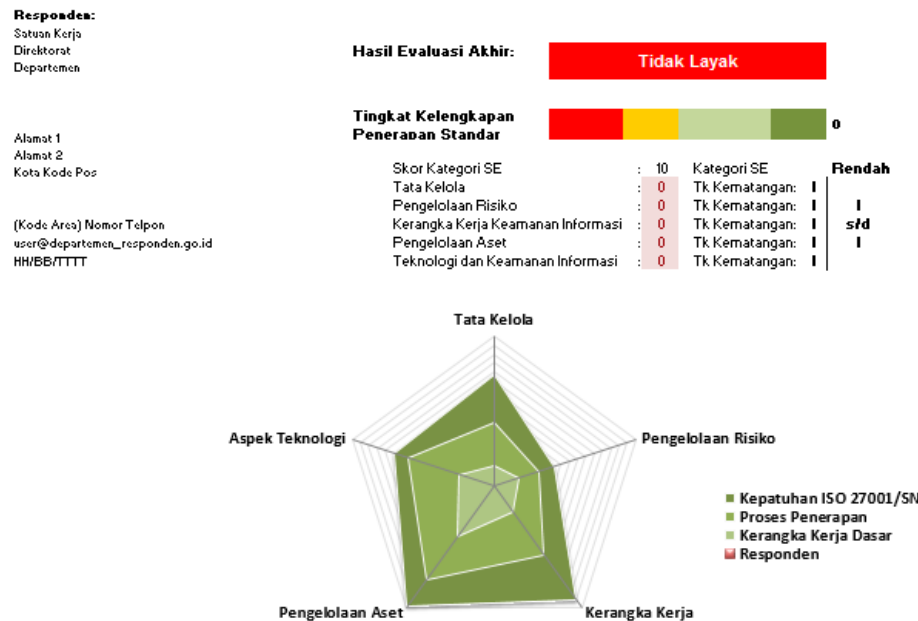 Responden:
Satuan Kerja
Direktorat
Departemen
Alamat 1
Alamat 2
Kota Kode Pos
(Kode Area) Nomor Telpon
user@departemen_responden.go.id
HH/BB/TTTT
Hasil Evaluasi Akhir:
Tidak Layak
Tingkat Kelengkapan
Penerapan Standar
0
Skor Kategori SE : 10 Kategori SE Rendah
Tata Kelola : 0 Tk Kematangan: I
Pengelolaan Risiko : 0 Tk Kematangan: I I
Kerangka Kerja Keamanan Informasi : 0 Tk Kematangan: I s/d
Pengelolaan Aset : 0 Tk Kematangan: I I
Teknologi dan Keamanan Informasi : 0 Tk Kematangan: I
Tata Kelola
Aspek Teknologi
Pengelolaan Risiko
Pengelolaan Aset
Kerangka Kerja
Kepatuhan ISO 27001/SN
Proses Penerapan
Kerangka Kerja Dasar
Responden